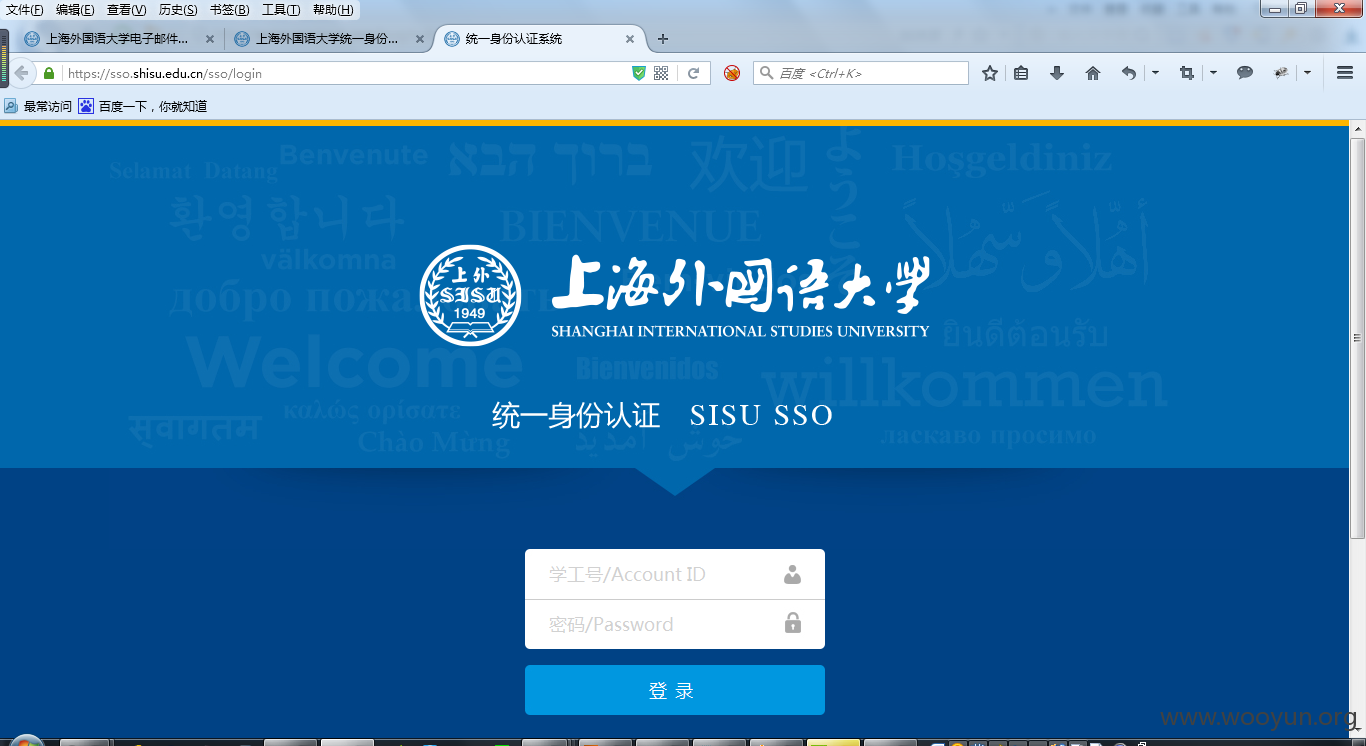 文件(F) 编辑(E) 查看(V) 历史(S) 书签(B) 工具(T) 帮助(H)
上海外国语大学电子邮件... 上海外国语大学统一身份... 统一身份认证系统
https://sso.shisu.edu.cn/sso/login 百度 <Ctrl+K>
最常访问 百度一下，你就知道
Selamat Datang Benvenute ברוך הבא 欢迎 ようこそ Hoşgeldiniz
환영합니다 BIENVENUE أهلاً وسهلاً
välkomna
上外 SISU 1949
上海外国语大学
SHANGHAI INTERNATIONAL STUDIES UNIVERSITY
ยินดีต้อนรับ
Welcome Bienvenidos willkommen
统一身份认证 SISU SSO
स्वागतम καλώς ορίσατε
Chào Mừng خوش آمدید ласкаво просимо
学工号/Account ID
密码/Password
登 录
www.wooyun.org